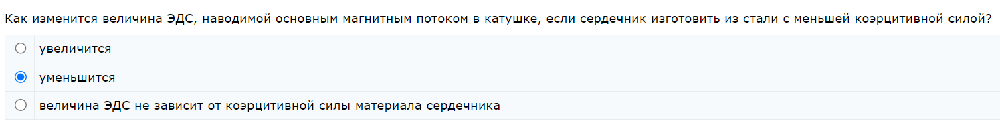 Как изменится величина ЭДС, наводимой основным магнитным потоком в катушке, если сердечник изготовить из стали с меньшей коэрцитивной силой?
увеличится
уменьшится
величина ЭДС не зависит от коэрцитивной силы материала сердечника